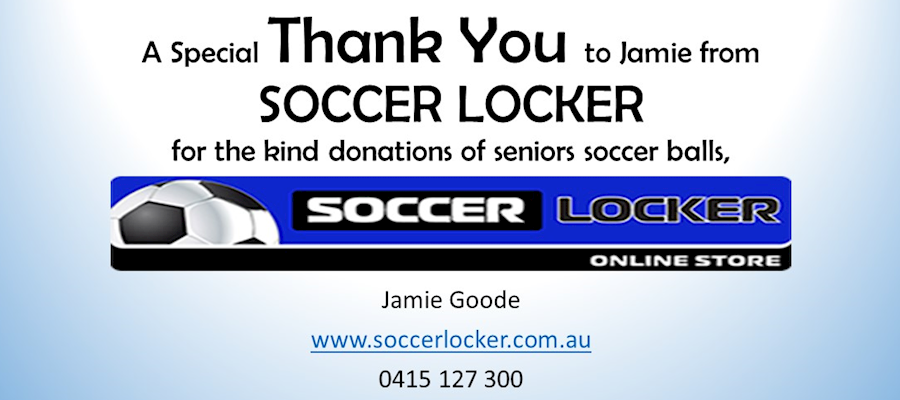 A Special Thank You to Jamie from
SOCCER LOCKER
for the kind donations of seniors soccer balls,
SOCCER LOCKER
ONLINE STORE
Jamie Goode
www.soccerlocker.com.au
0415 127 300